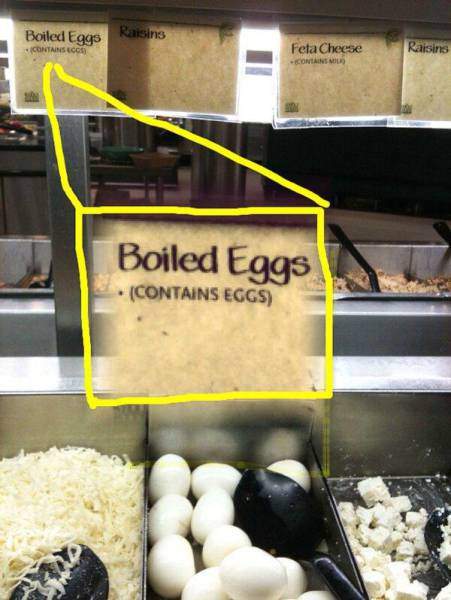 Boiled Eggs
• (CONTAINS EGGS)
Raisins
Feta Cheese
• (CONTAINS MILK)
Raisins
Boiled Eggs
• (CONTAINS EGGS)